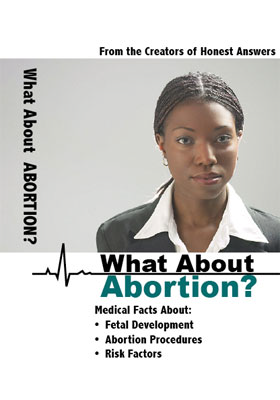 From the Creators of Honest Answers
What About ABORTION?
What About
Abortion?
Medical Facts About:
• Fetal Development
• Abortion Procedures
• Risk Factors